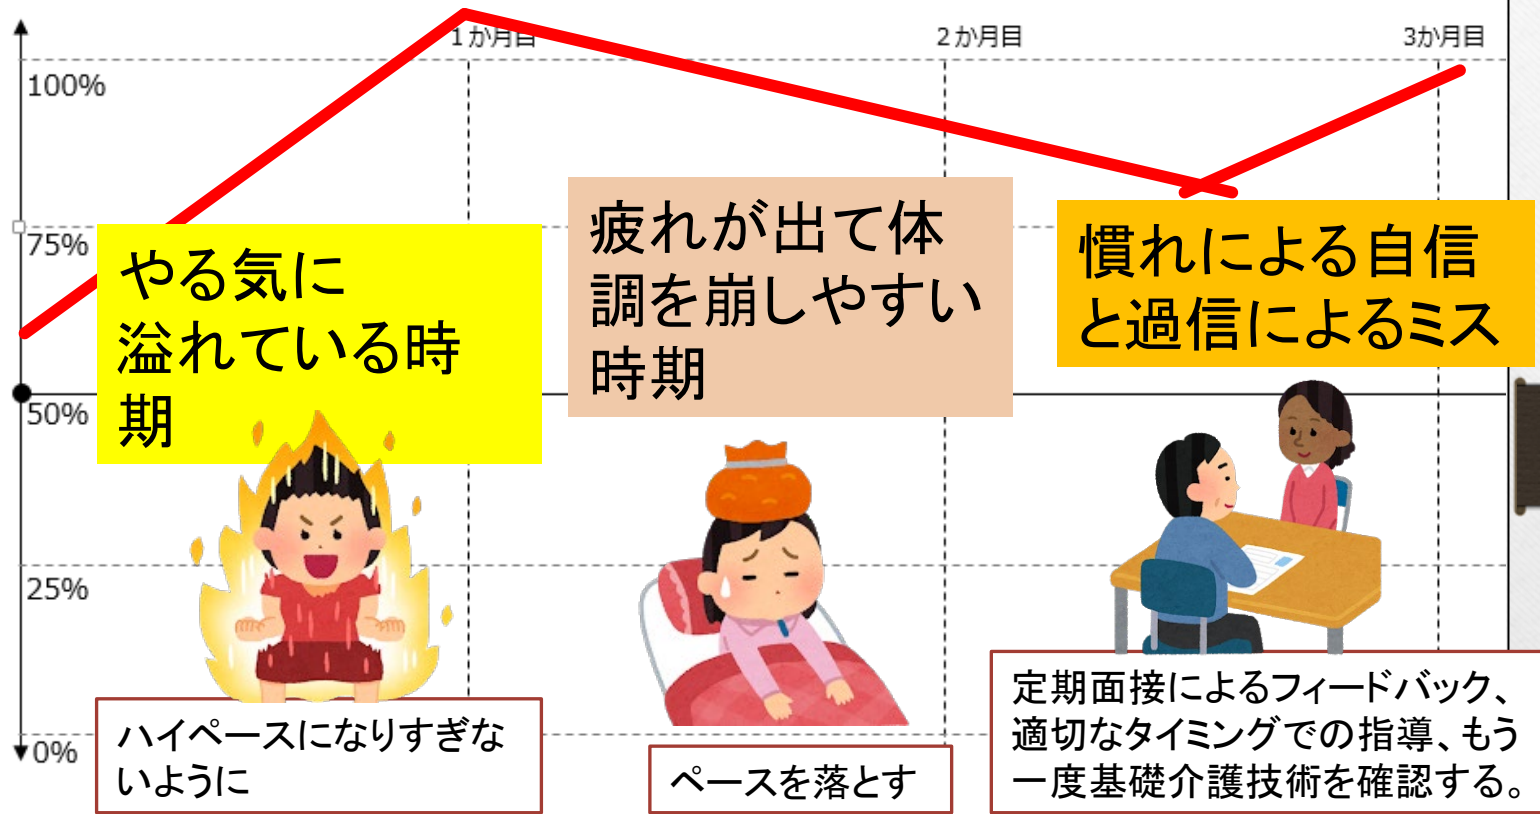 1か月目
2か月目
3か月目
100%
75%
50%
25%
0%
やる気に
溢れている時
期
疲れが出て体
調を崩しやすい
時期
慣れによる自信
と過信によるミス
ハイペースになりすぎな
いように
ペースを落とす
定期面接によるフィードバック、
適切なタイミングでの指導、もう
一度基礎介護技術を確認する。